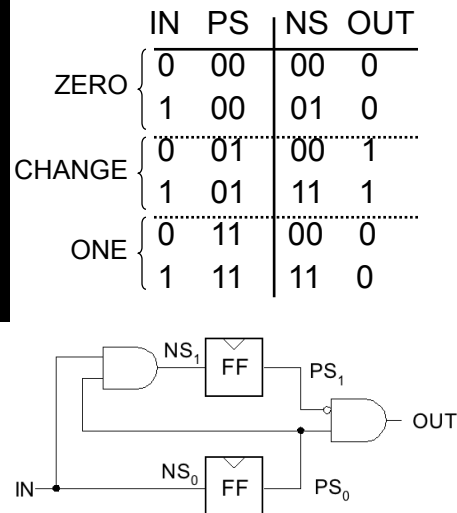 IN PS NS OUT
ZERO
0 00 00 0
1 00 01 0
CHANGE
0 01 00 1
1 01 11 1
ONE
0 11 00 0
1 11 11 0
NS₁ FF PS₁
OUT
IN NS₀ FF PS₀